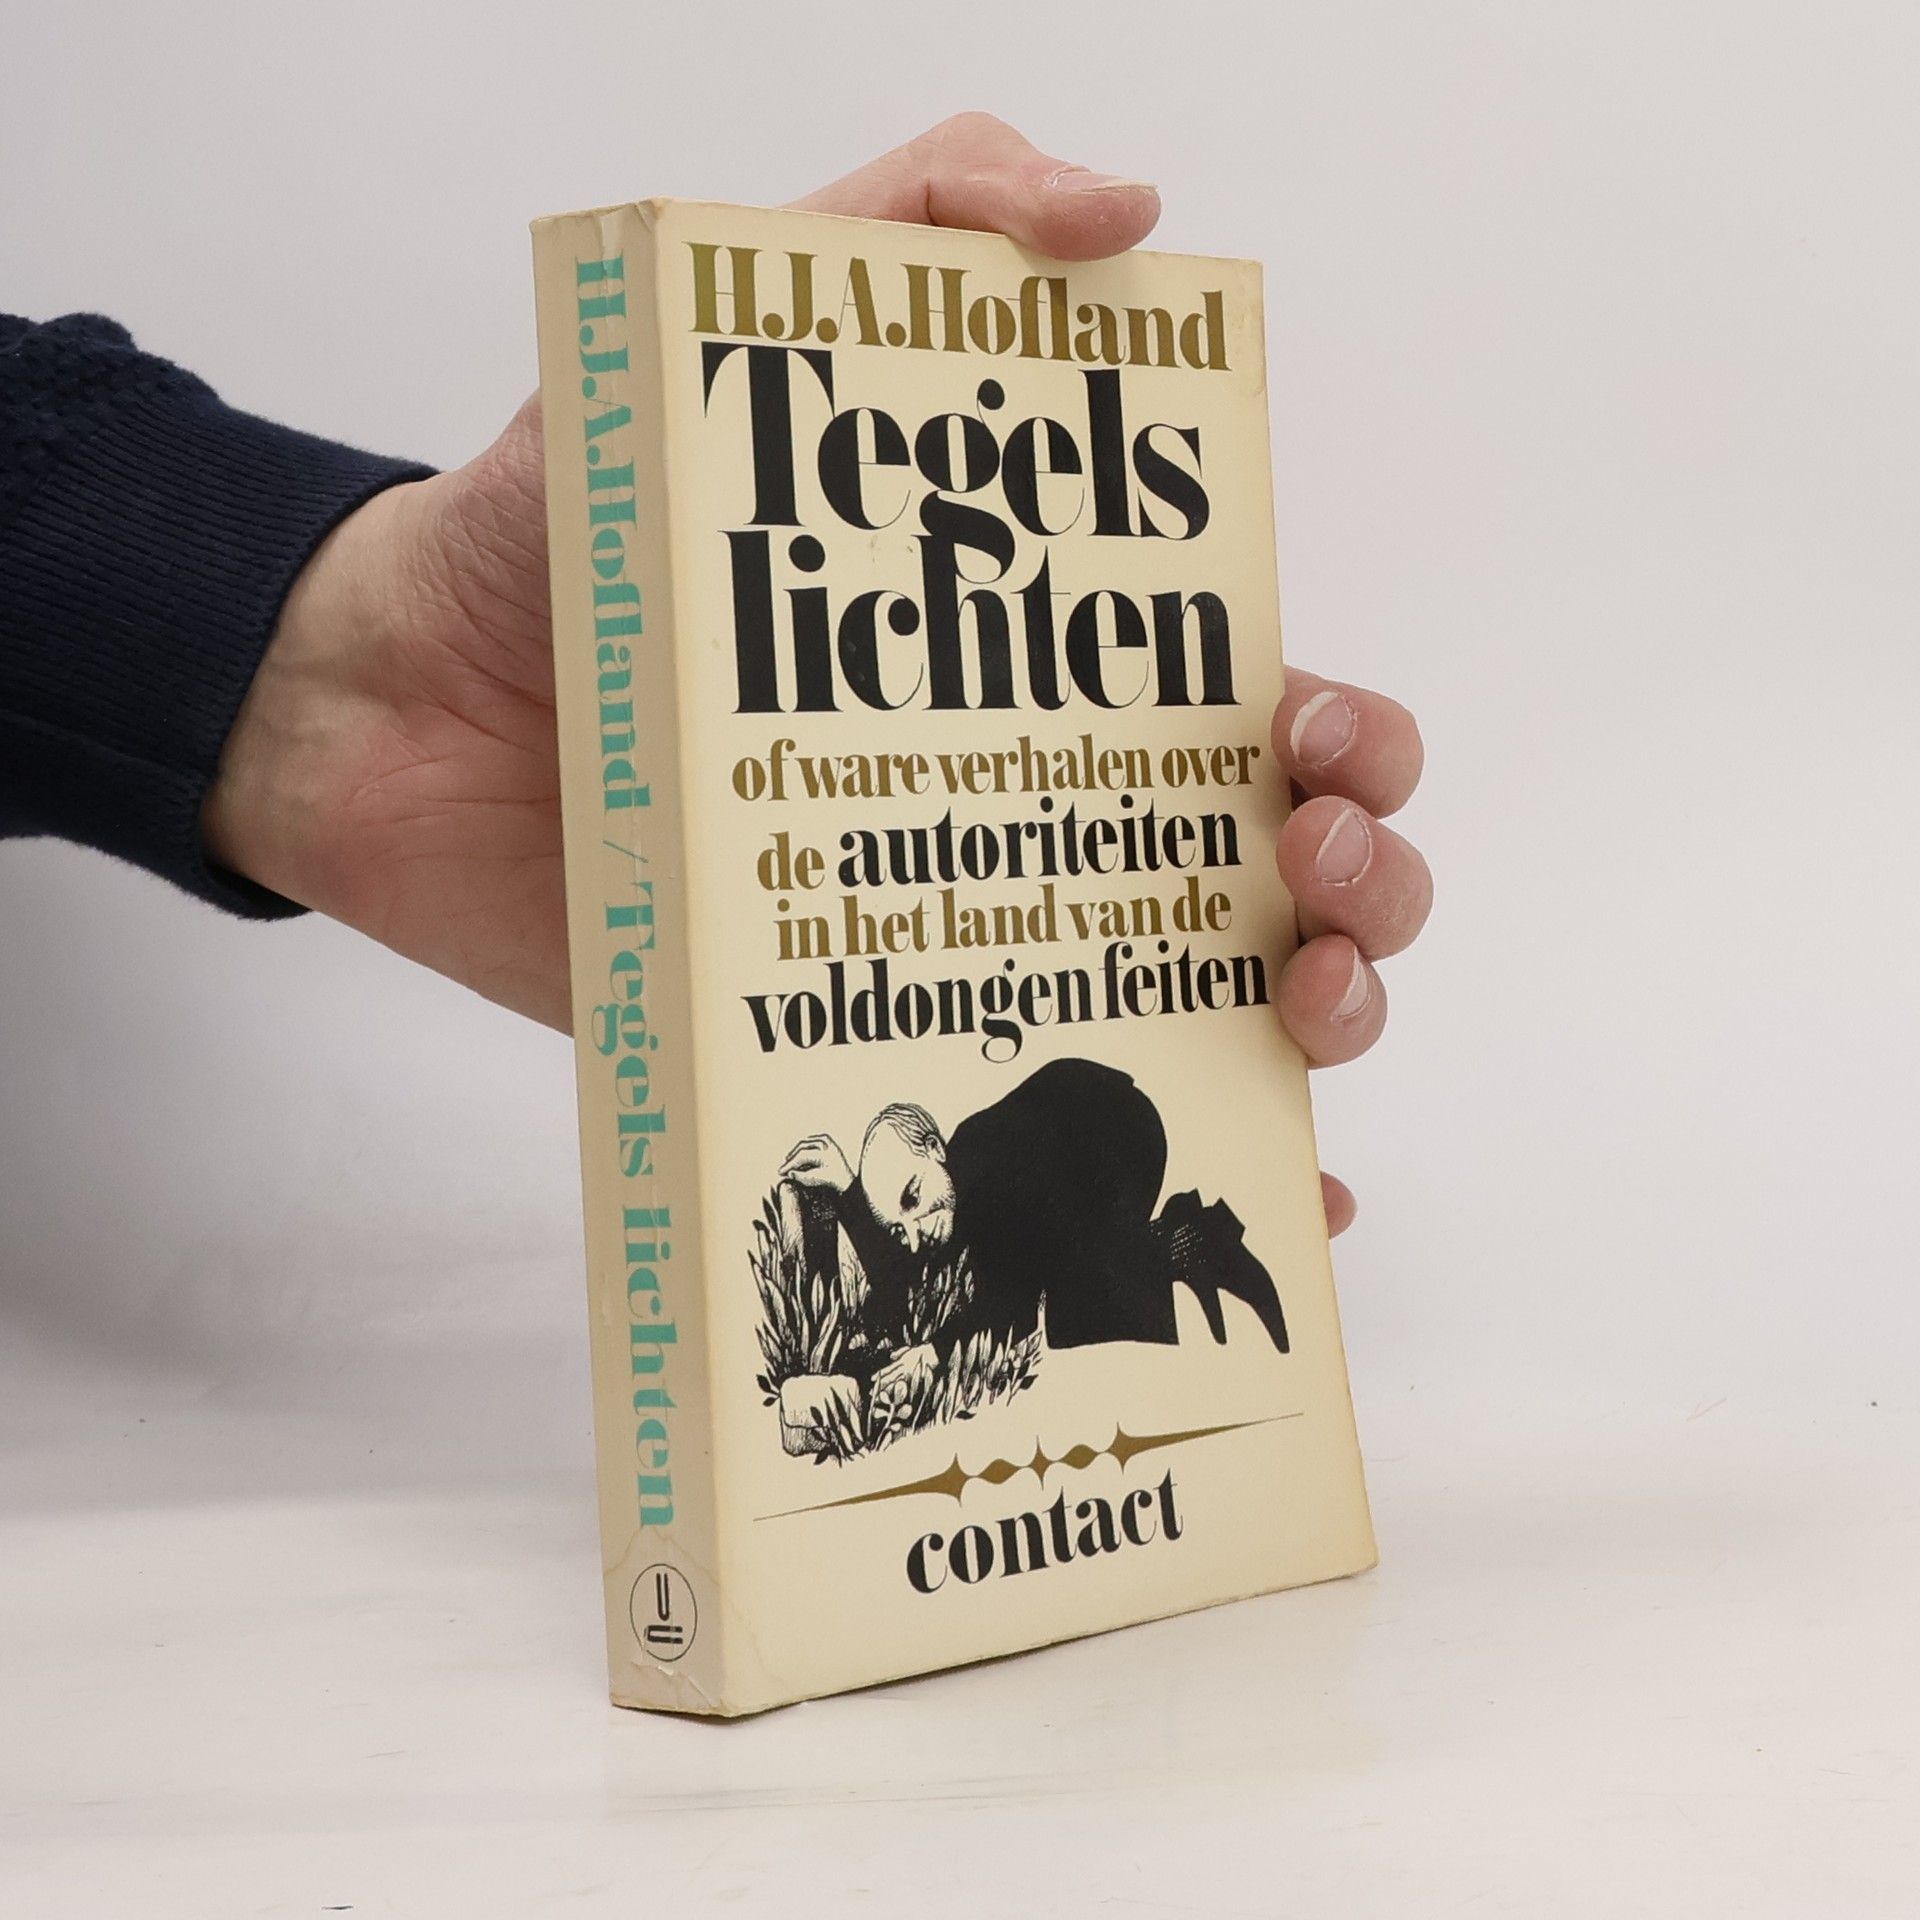 H.J.A.Hofland / Tegels lichten
H.J.A.Hofland
Tegels
lichten
of ware verhalen over
de autoriteiten
in het land van de
voldongen feiten
contact